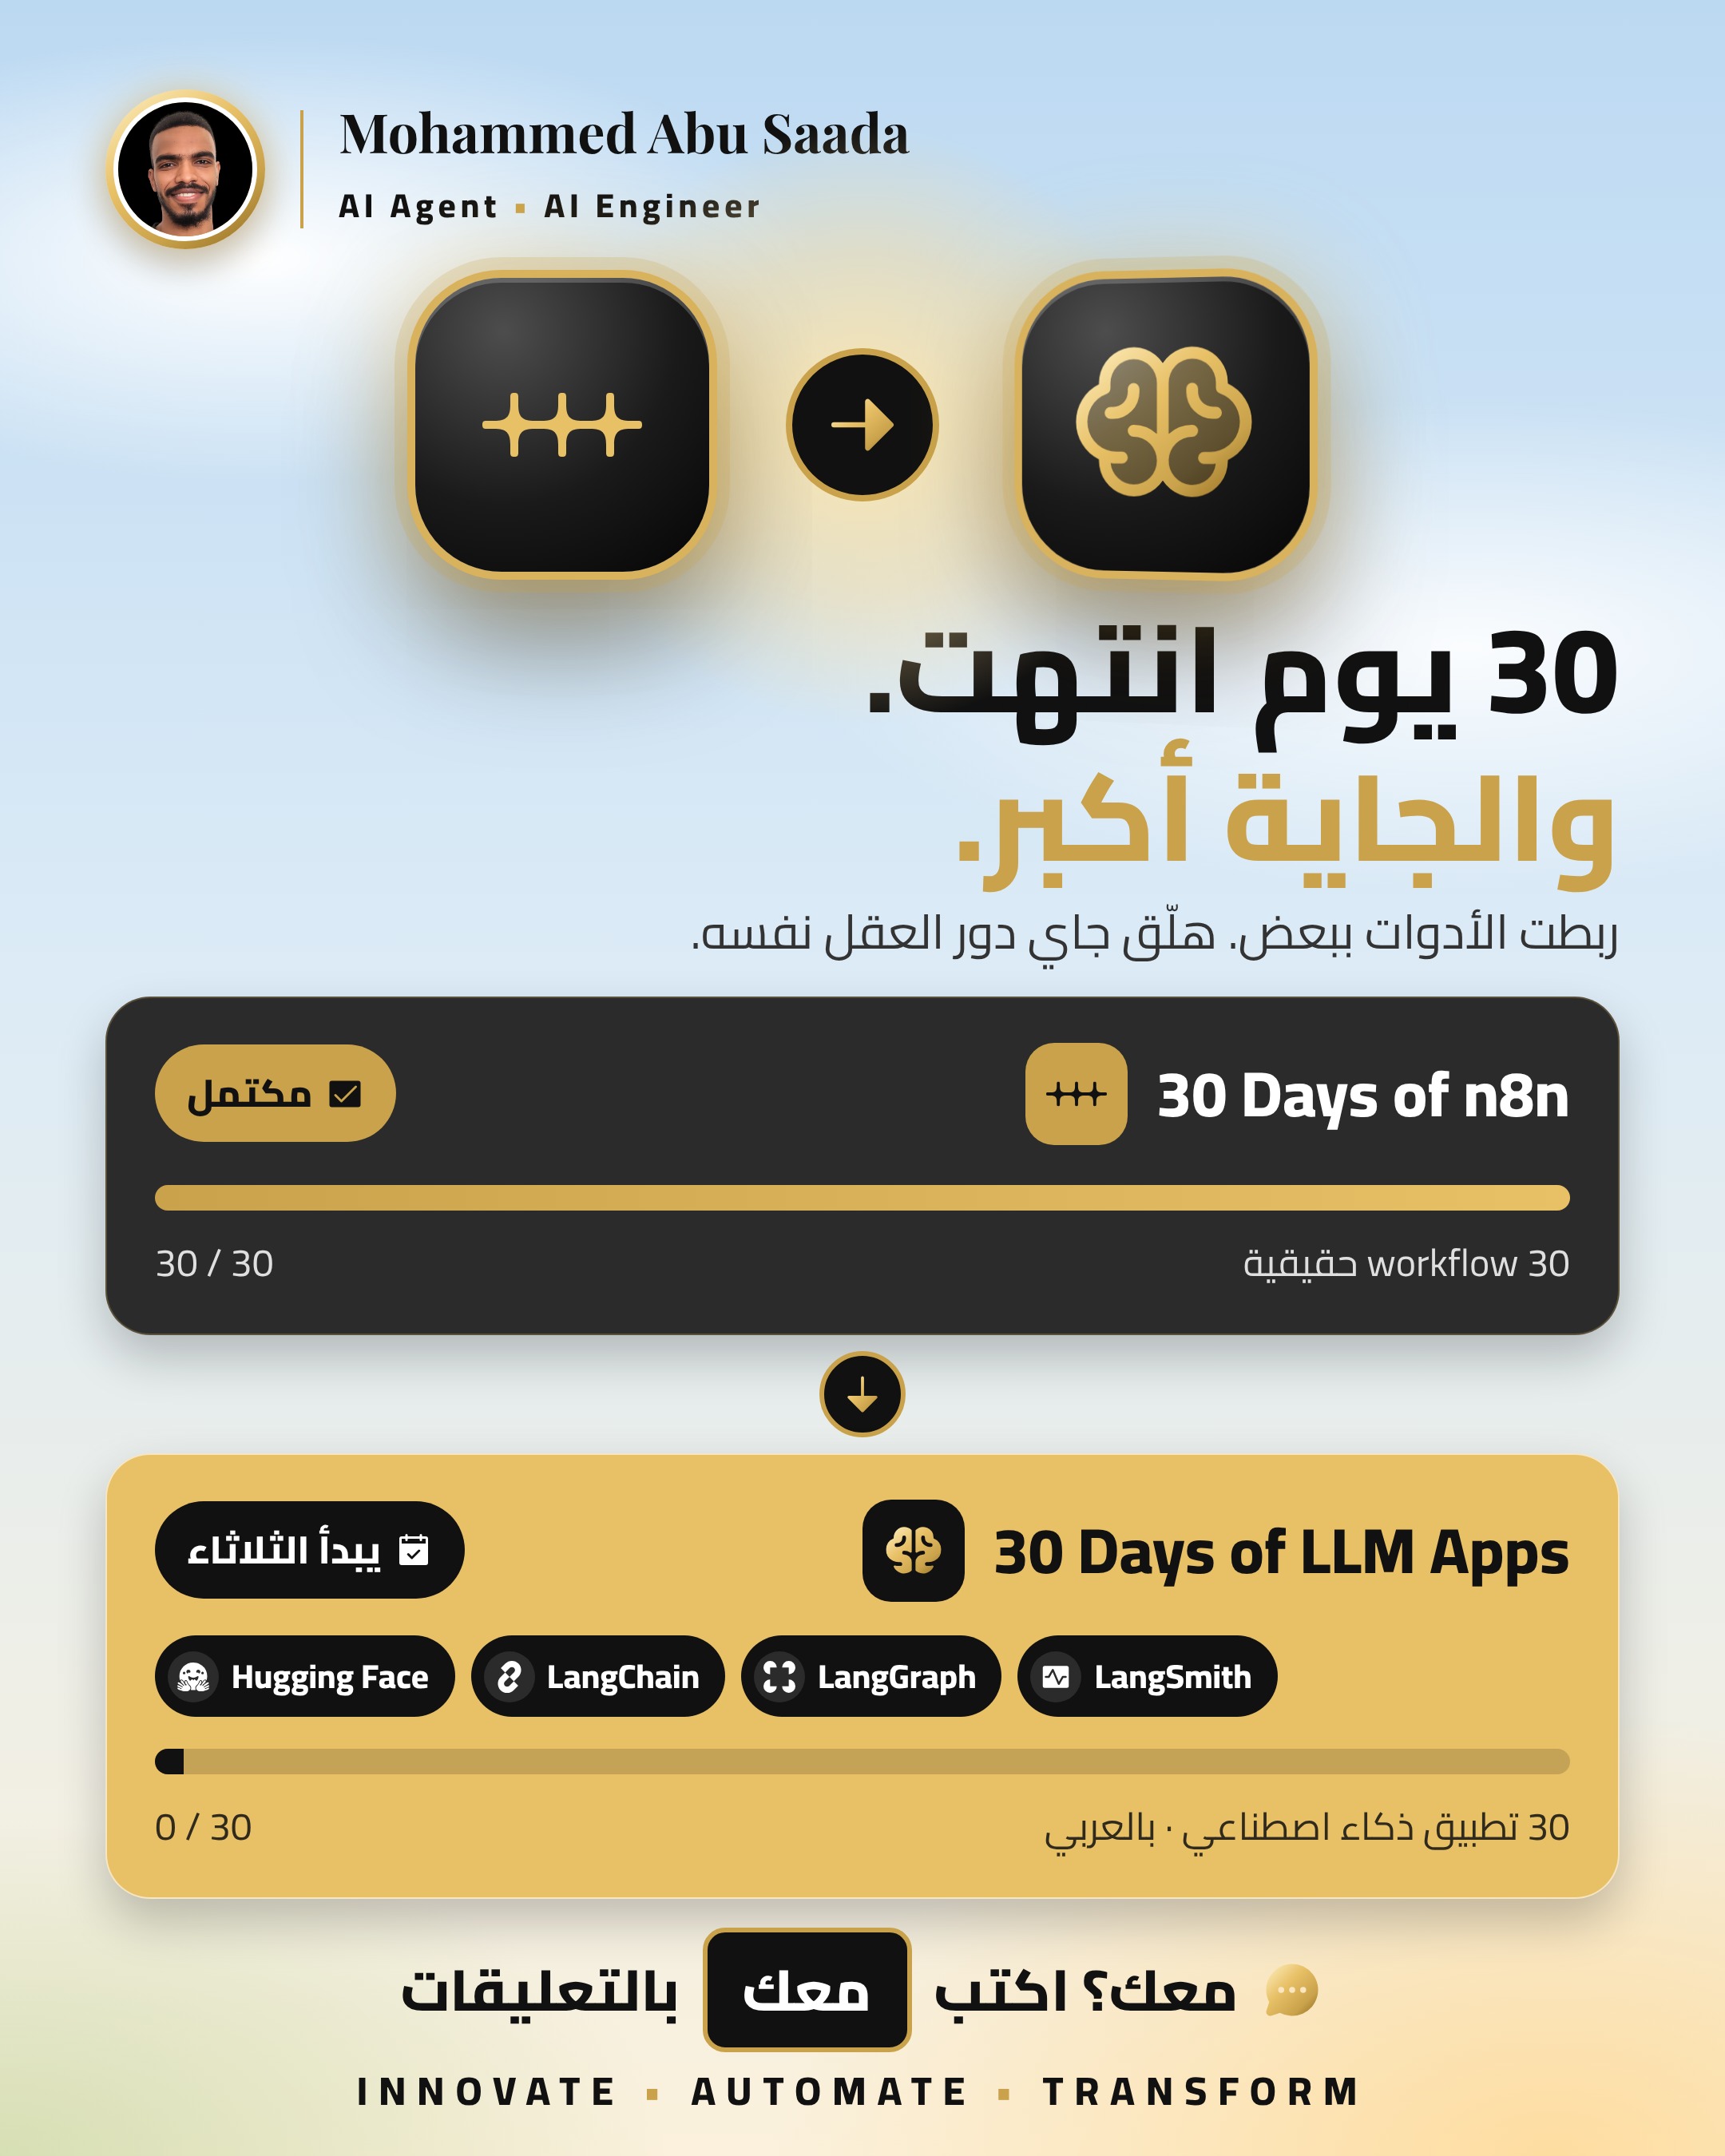 Mohammed Abu Saada
AI Agent ▪ AI Engineer
30 يوم انتهت.
والجاية أكبر.
ربطت الأدوات ببعض. هلّق جاي دور العقل نفسه.
30 Days of n8n
مكتمل
30 workflow حقيقية
30 / 30
30 Days of LLM Apps
يبدأ الثلاثاء
Hugging Face
LangChain
LangGraph
LangSmith
30 تطبيق ذكاء اصطناعي · بالعربي
0 / 30
معك؟ اكتب معك بالتعليقات
INNOVATE ▪ AUTOMATE ▪ TRANSFORM